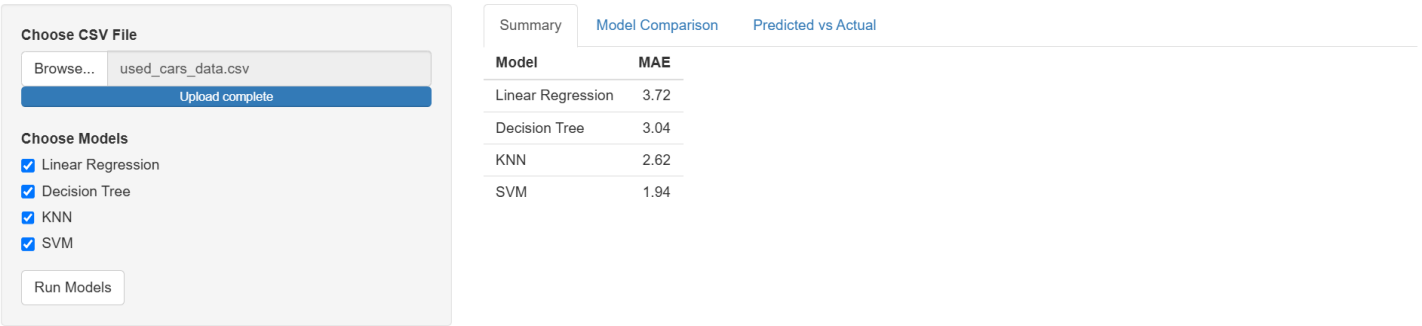 Choose CSV File
Browse... used_cars_data.csv
Upload complete
Choose Models
Linear Regression
Decision Tree
KNN
SVM
Run Models
Summary Model Comparison Predicted vs Actual
Model MAE
Linear Regression 3.72
Decision Tree 3.04
KNN 2.62
SVM 1.94